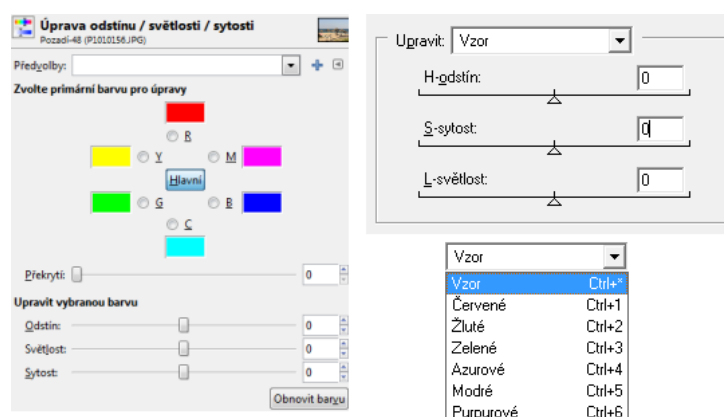 Úprava odstínu / světlosti / sytosti
Pozadí-48 (P1010156.JPG)
Předvolby:
Zvolte primární barvu pro úpravy
R
Y
M
Hlavní
G
B
C
Překrytí:
0
Upravit vybranou barvu
Odstín:
0
Světlost:
0
Sytost:
0
Obnovit barvu
Upravit:
Vzor
H-odstín:
0
S-sytost:
0
L-světlost:
0
Vzor
Vzor Ctrl+*
Červené Ctrl+1
Žluté Ctrl+2
Zelené Ctrl+3
Azurové Ctrl+4
Modré Ctrl+5
Purpurové Ctrl+6